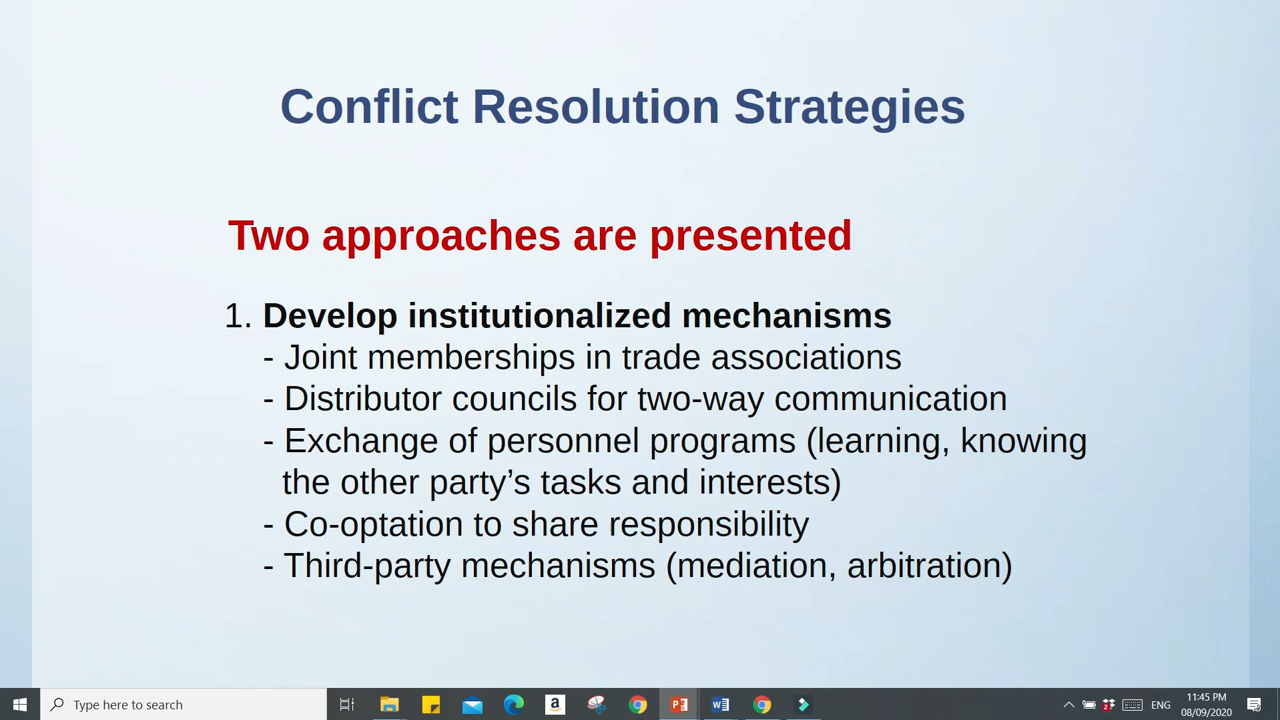 Conflict Resolution Strategies
Two approaches are presented
1. Develop institutionalized mechanisms
- Joint memberships in trade associations
- Distributor councils for two-way communication
- Exchange of personnel programs (learning, knowing
the other party’s tasks and interests)
- Co-optation to share responsibility
- Third-party mechanisms (mediation, arbitration)
Type here to search
ENG
11:45 PM
08/09/2020